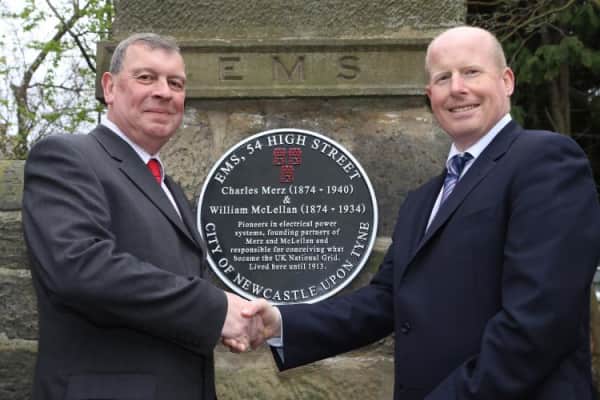 EMS
EMS, 54 HIGH STREET
Charles Merz (1874 - 1940)
&
William McLellan (1874 - 1934)
Pioneers in electrical power
systems, founding partners of
Merz and McLellan and
responsible for conceiving what
became the UK National Grid.
Lived here until 1913.
CITY OF NEWCASTLE UPON TYNE